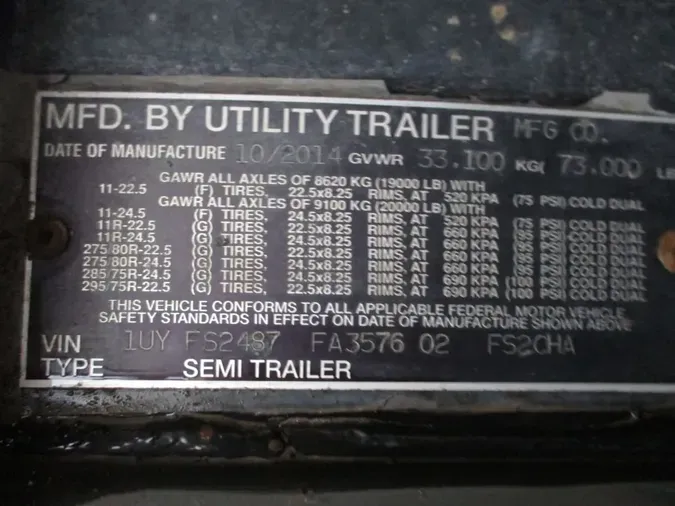 MFD. BY UTILITY TRAILER MFG CO.
DATE OF MANUFACTURE 10/2014 GVWR 33.100 KG( 73.000 LB
GAWR ALL AXLES OF 8620 KG (19000 LB) WITH
11-22.5 (F) TIRES, 22.5x8.25 RIMS, AT 520 KPA (75 PSI) COLD DUAL
GAWR ALL AXLES OF 9100 KG (20000 LB) WITH
11-24.5 (F) TIRES, 24.5x8.25 RIMS, AT 520 KPA (75 PSI) COLD DUAL
11R-22.5 (G) TIRES, 22.5x8.25 RIMS, AT 660 KPA (95 PSI) COLD DUAL
11R-24.5 (G) TIRES, 24.5x8.25 RIMS, AT 660 KPA (95 PSI) COLD DUAL
275/80R-22.5 (G) TIRES, 22.5x8.25 RIMS, AT 660 KPA (95 PSI) COLD DUAL
275/80R-24.5 (G) TIRES, 24.5x8.25 RIMS, AT 660 KPA (95 PSI) COLD DUAL
285/75R-24.5 (G) TIRES, 24.5x8.25 RIMS, AT 690 KPA (100 PSI) COLD DUAL
295/75R-22.5 (G) TIRES, 22.5x8.25 RIMS, AT 690 KPA (100 PSI) COLD DUAL
THIS VEHICLE CONFORMS TO ALL APPLICABLE FEDERAL MOTOR VEHICLE
SAFETY STANDARDS IN EFFECT ON DATE OF MANUFACTURE SHOWN ABOVE
VIN 1UY FS2487 FA3576 02 FS2CHA
TYPE SEMI TRAILER